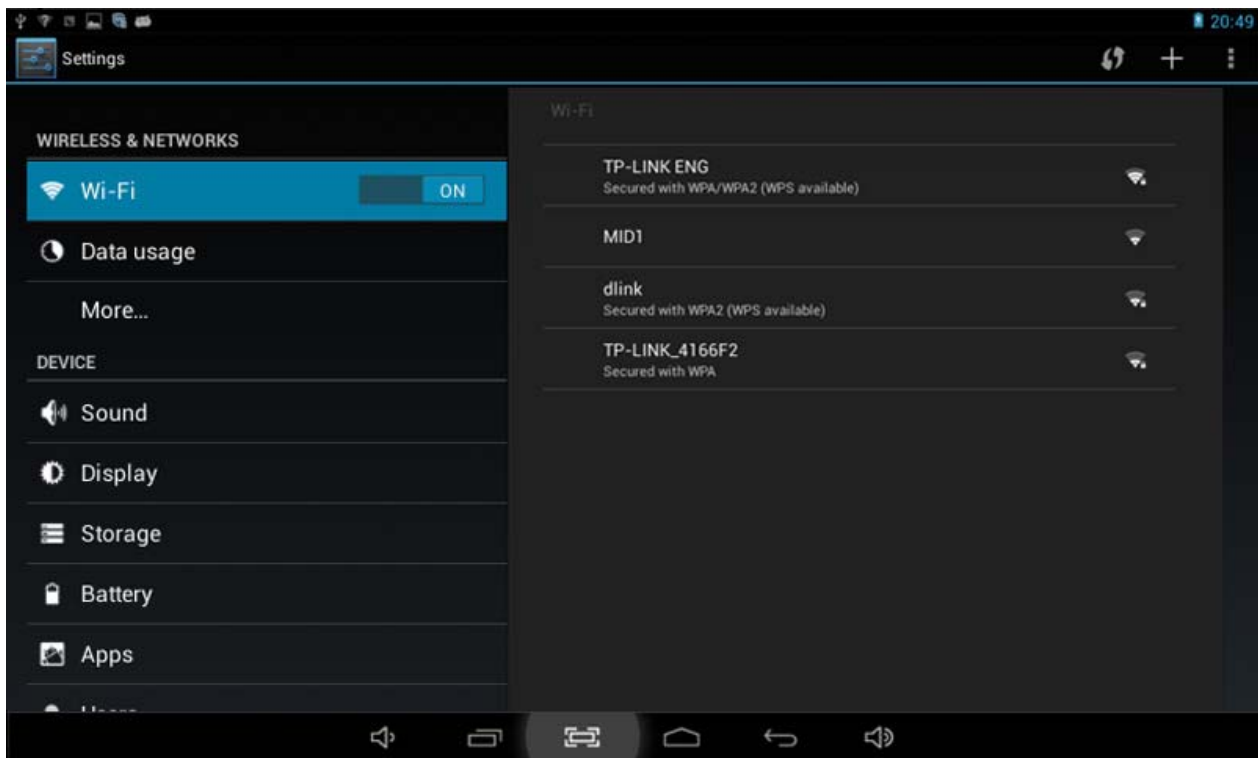 20:49
Settings
WIRELESS & NETWORKS
Wi-Fi
ON
Data usage
More...
DEVICE
Sound
Display
Storage
Battery
Apps
Wi-Fi
TP-LINK ENG
Secured with WPA/WPA2 (WPS available)
MID1
dlink
Secured with WPA2 (WPS available)
TP-LINK_4166F2
Secured with WPA